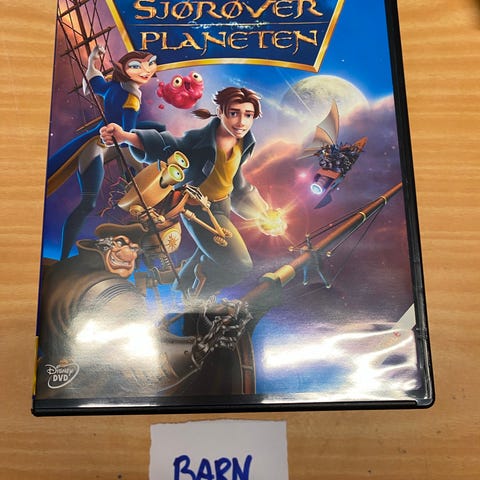 SJØRØVER
PLANETEN
Disney
DVD
BARN